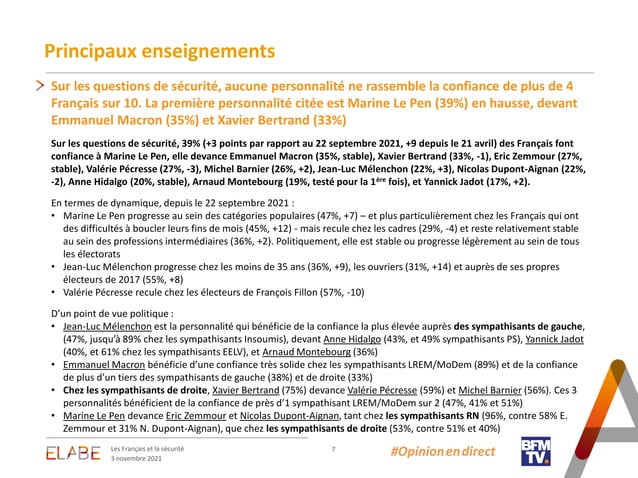 Principaux enseignements
Sur les questions de sécurité, aucune personnalité ne rassemble la confiance de plus de 4
Français sur 10. La première personnalité citée est Marine Le Pen (39%) en hausse, devant
Emmanuel Macron (35%) et Xavier Bertrand (33%)
Sur les questions de sécurité, 39% (+3 points par rapport au 22 septembre 2021, +9 depuis le 21 avril) des Français font
confiance à Marine Le Pen, elle devance Emmanuel Macron (35%, stable), Xavier Bertrand (33%, -1), Eric Zemmour (27%,
stable), Valérie Pécresse (27%, -3), Michel Barnier (26%, +2), Jean-Luc Mélenchon (22%, +3), Nicolas Dupont-Aignan (22%,
-2), Anne Hidalgo (20%, stable), Arnaud Montebourg (19%, testé pour la 1ère fois), et Yannick Jadot (17%, +2).
En termes de dynamique, depuis le 22 septembre 2021 :
• Marine Le Pen progresse au sein des catégories populaires (47%, +7) – et plus particulièrement chez les Français qui ont
des difficultés à boucler leurs fins de mois (45%, +12) - mais recule chez les cadres (29%, -4) et reste relativement stable
au sein des professions intermédiaires (36%, +2). Politiquement, elle est stable ou progresse légèrement au sein de tous
les électorats
• Jean-Luc Mélenchon progresse chez les moins de 35 ans (36%, +9), les ouvriers (31%, +14) et auprès de ses propres
électeurs de 2017 (55%, +8)
• Valérie Pécresse recule chez les électeurs de François Fillon (57%, -10)
D'un point de vue politique :
• Jean-Luc Mélenchon est la personnalité qui bénéficie de la confiance la plus élevée auprès des sympathisants de gauche,
(47%, jusqu'à 89% chez les sympathisants Insoumis), devant Anne Hidalgo (43%, et 49% sympathisants PS), Yannick Jadot
(40%, et 61% chez les sympathisants EELV), et Arnaud Montebourg (36%)
• Emmanuel Macron bénéficie d'une confiance très solide chez les sympathisants LREM/MoDem (89%) et de la confiance
de plus d'un tiers des sympathisants de gauche (38%) et de droite (33%)
• Chez les sympathisants de droite, Xavier Bertrand (75%) devance Valérie Pécresse (59%) et Michel Barnier (56%). Ces 3
personnalités bénéficient de la confiance de près d'1 sympathisant LREM/MoDem sur 2 (47%, 41% et 51%)
• Marine Le Pen devance Eric Zemmour et Nicolas Dupont-Aignan, tant chez les sympathisants RN (96%, contre 58% E.
Zemmour et 31% N. Dupont-Aignan), que chez les sympathisants de droite (53%, contre 51% et 40%)
ELABE
Les Français et la sécurité
3 novembre 2021
7
#Opinion en direct
BFM
TV.